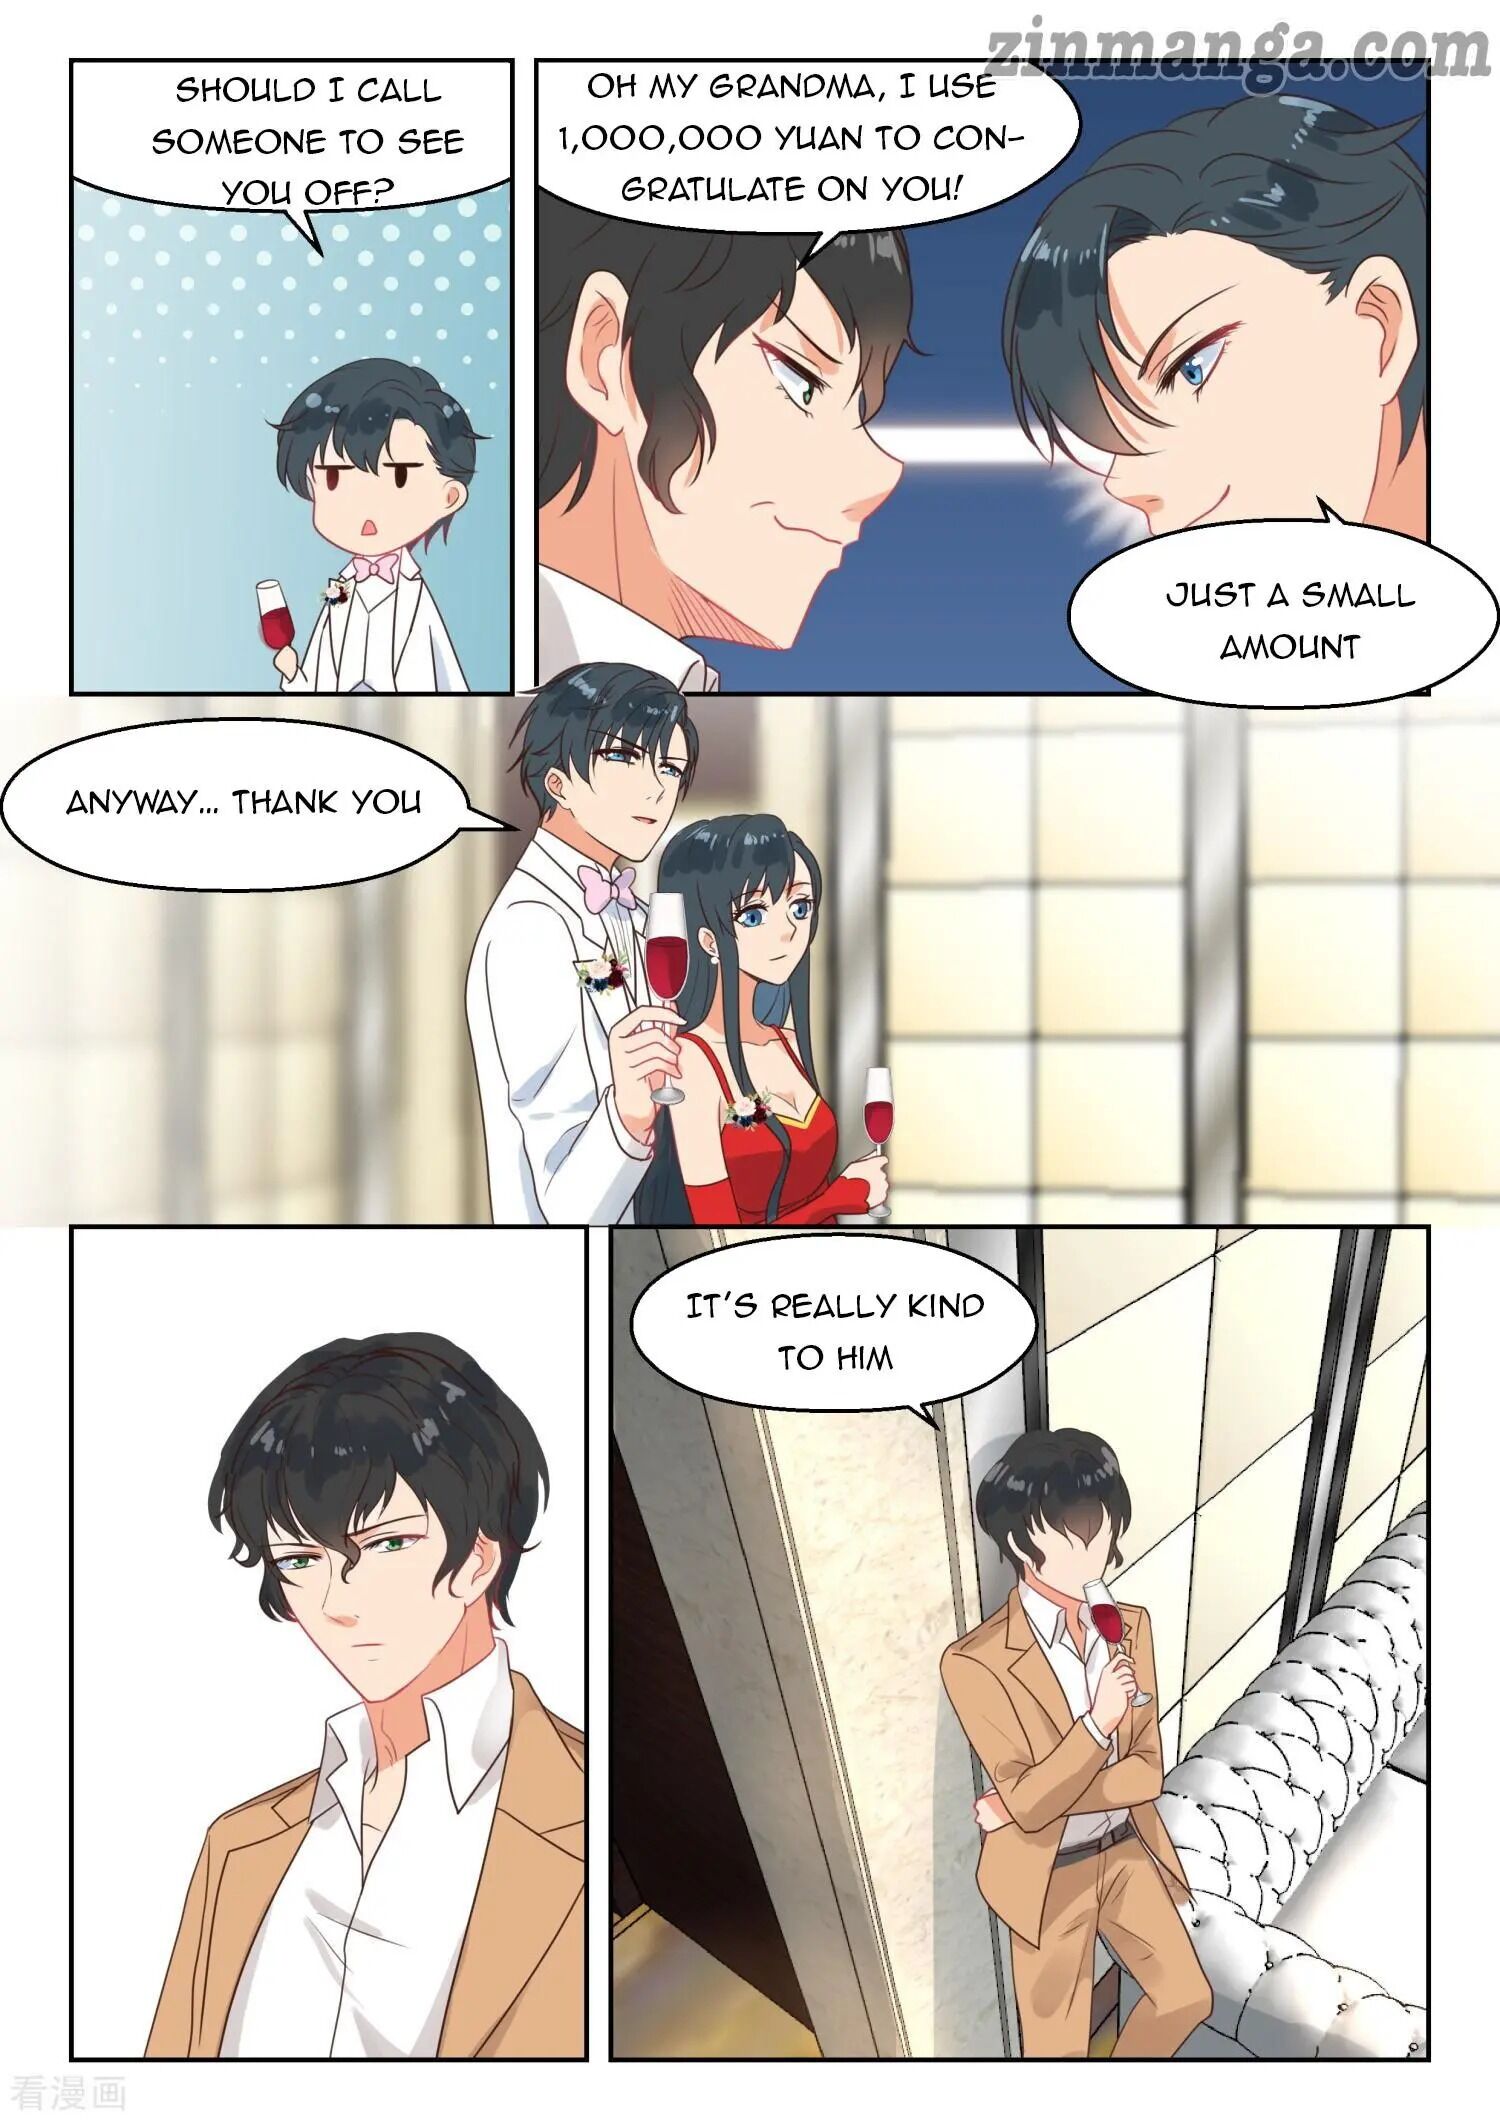 zinmanga.com
SHOULD I CALL
SOMEONE TO SEE
YOU OFF?
OH MY GRANDMA, I USE
1,000,000 YUAN TO CON-
GRATULATE ON YOU!
JUST A SMALL
AMOUNT
ANYWAY... THANK YOU
IT'S REALLY KIND
TO HIM
看漫画